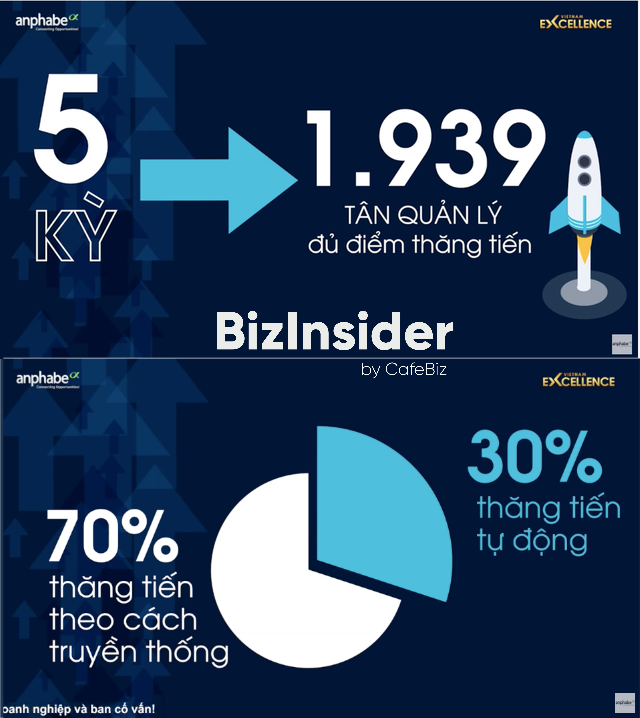 anphabe
Connecting Opportunities!
VIETNAM
EXCELLENCE
5
KỲ
1.939
TÂN QUẢN LÝ
đủ điểm thăng tiến
BizInsider
by CafeBiz
anphabe
anphabe
Connecting Opportunities!
VIETNAM
EXCELLENCE
30%
thăng tiến
tự động
70%
thăng tiến
theo cách
truyền thống
oanh nghiệp và ban cố vấn!
anphabe